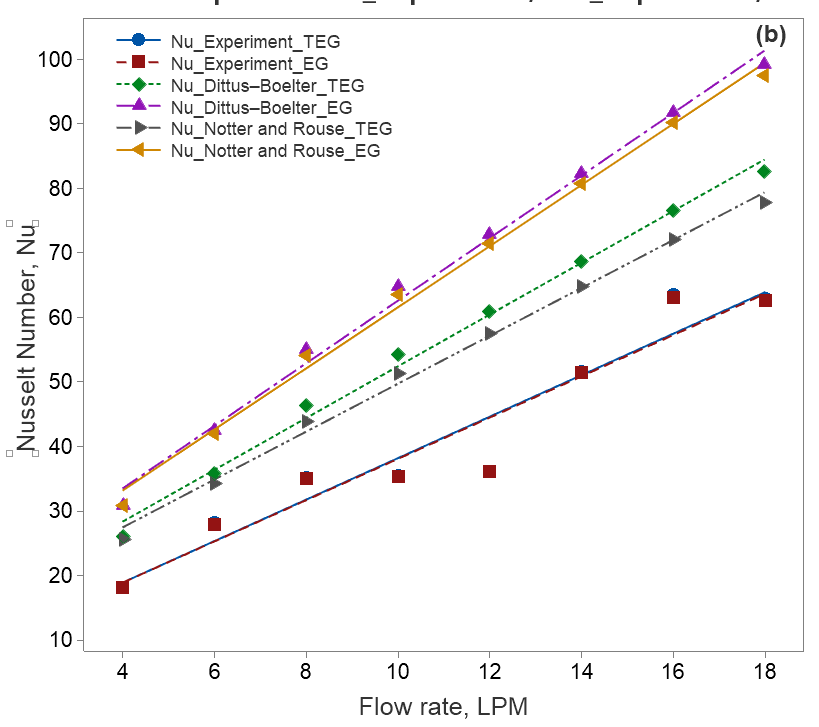 (b)
Nu_Experiment_TEG
Nu_Experiment_EG
Nu_Dittus–Boelter_TEG
Nu_Dittus–Boelter_EG
Nu_Notter and Rouse_TEG
Nu_Notter and Rouse_EG
100
90
80
70
60
50
40
30
20
10
Nusselt Number, Nu
4 6 8 10 12 14 16 18
Flow rate, LPM